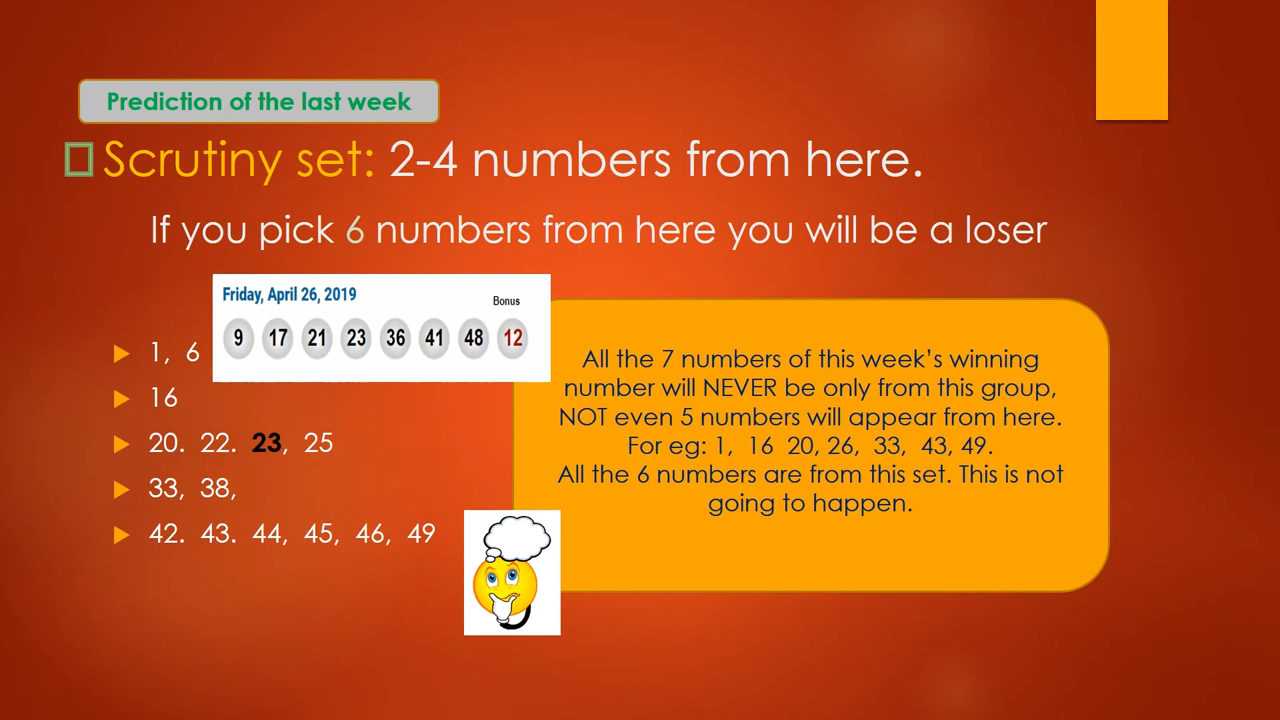 Prediction of the last week
Scrutiny set: 2-4 numbers from here.
If you pick 6 numbers from here you will be a loser
Friday, April 26, 2019
Bonus
9 17 21 23 36 41 48 12
1, 6
16
20. 22. 23, 25
33, 38,
42. 43. 44, 45, 46, 49
All the 7 numbers of this week's winning
number will NEVER be only from this group,
NOT even 5 numbers will appear from here.
For eg: 1, 16 20, 26, 33, 43, 49.
All the 6 numbers are from this set. This is not
going to happen.